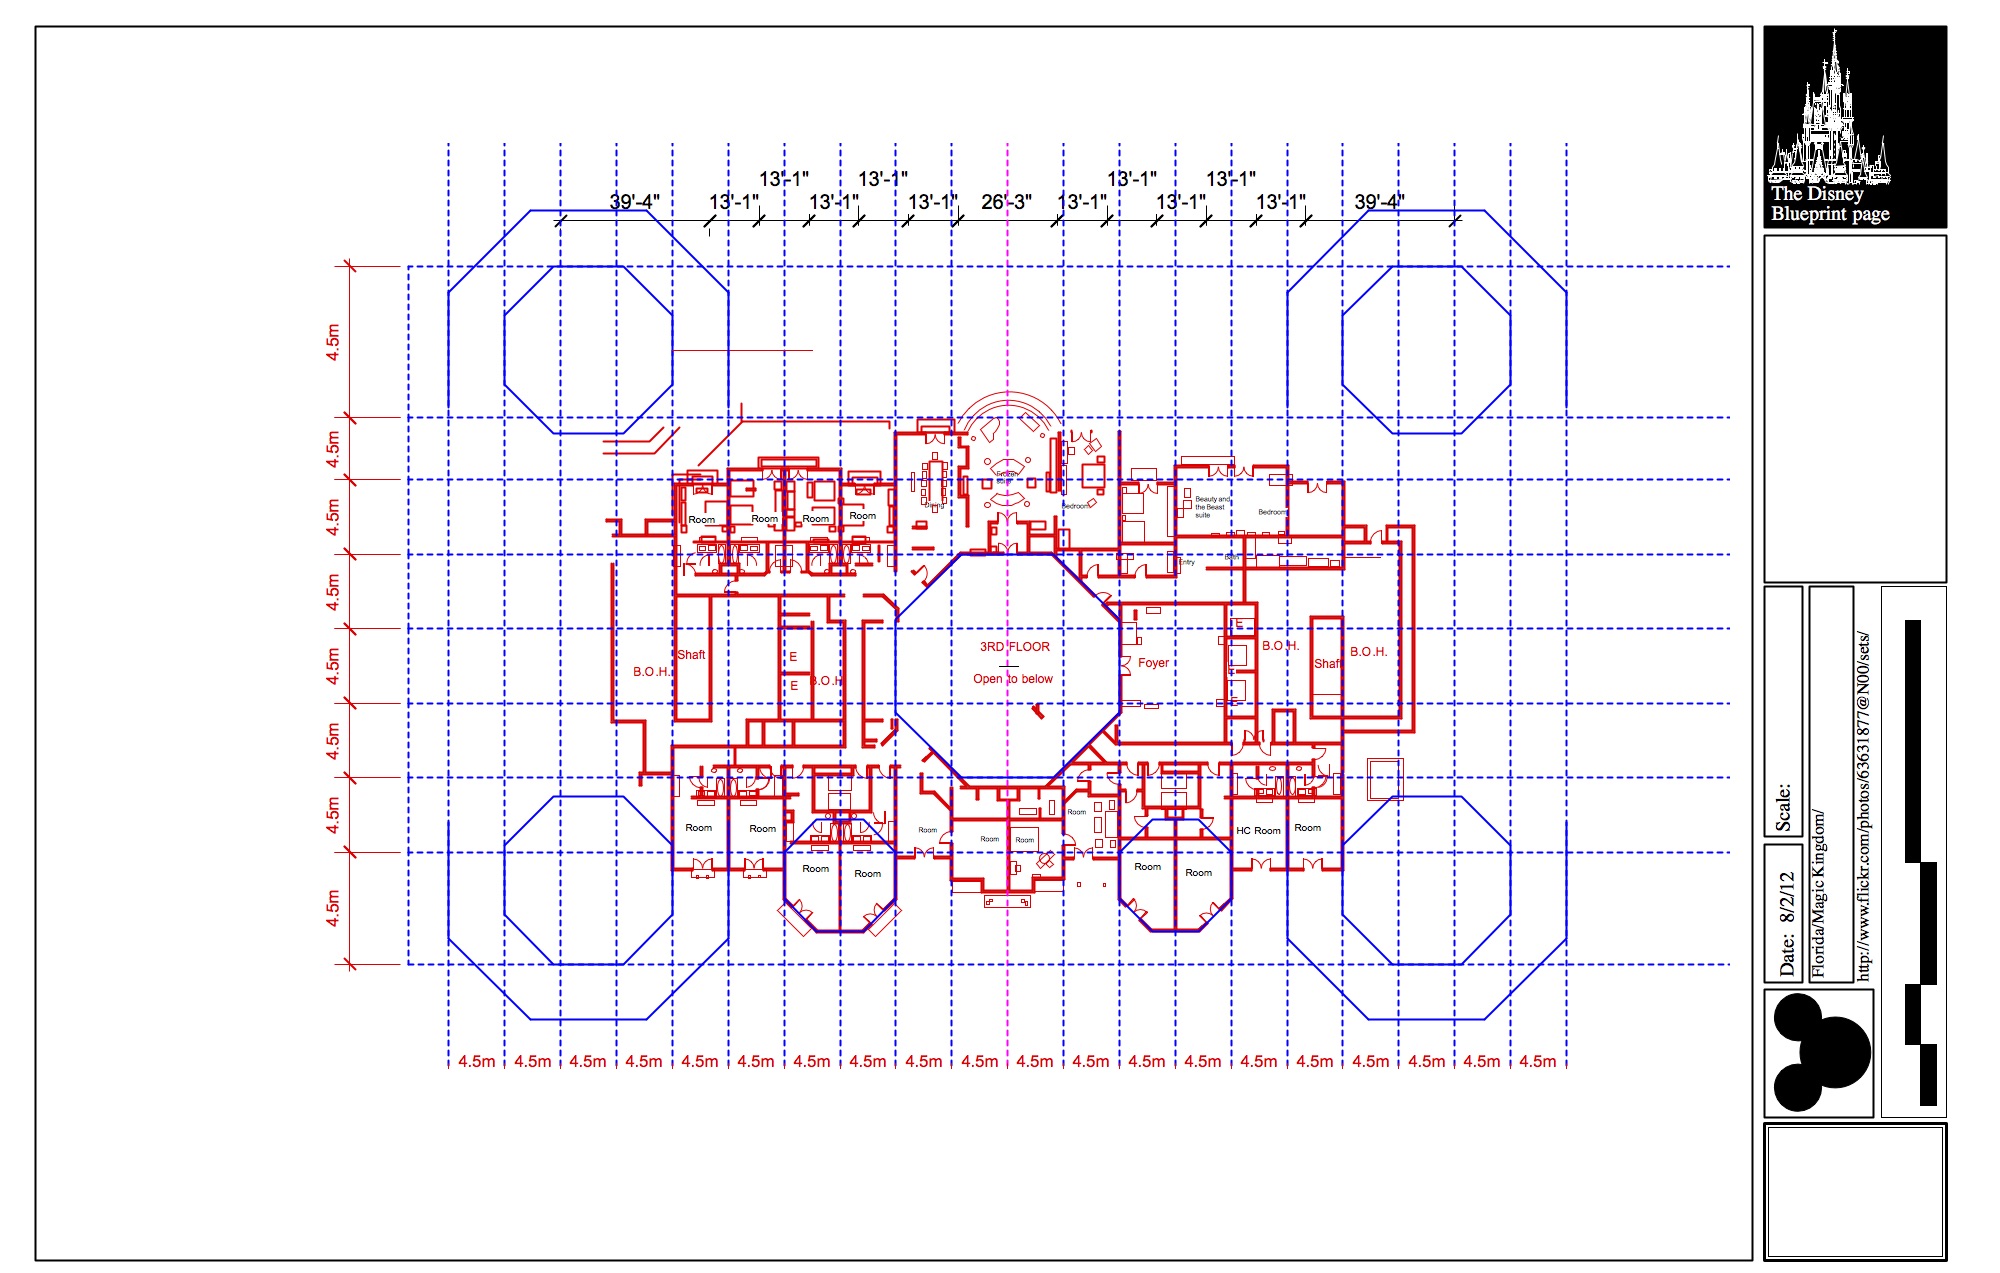 The Disney
Blueprint page
13'-1" 13'-1" 13'-1" 13'-1"
39'-4" 13'-1" 13'-1" 13'-1" 26'-3" 13'-1" 13'-1" 13'-1" 39'-4"
4.5m
4.5m
4.5m
4.5m
4.5m
4.5m
4.5m
4.5m
Frozen
suite
Dining
Bedroom
Beauty and
the Beast
suite
Bedroom
Room
Room
Room
Room
Bath
Entry
3RD FLOOR
Open to below
Shaft
B.O.H.
E
E
B.O.H
Foyer
E
E
E
B.O.H.
Shaft
B.O.H.
Room
Room
Room
Room
Room
Room
Room
Room
Room
Room
HC Room
Room
4.5m 4.5m 4.5m 4.5m 4.5m 4.5m 4.5m 4.5m 4.5m 4.5m 4.5m 4.5m 4.5m 4.5m 4.5m 4.5m 4.5m 4.5m 4.5m 4.5m
Scale:
Date: 8/2/12
Florida/Magic Kingdom/
http://www.flickr.com/photos/63631877@N00/sets/